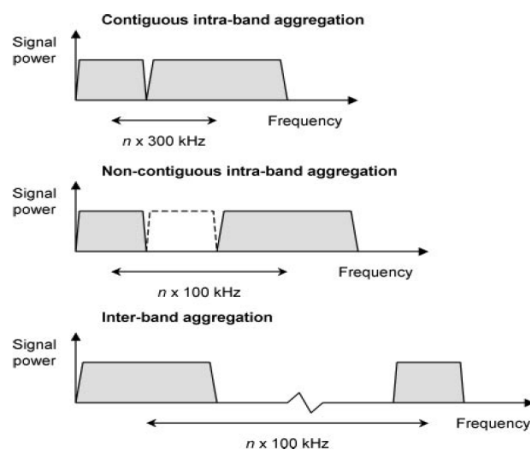 Contiguous intra-band aggregation
Signal
power
Frequency
n x 300 kHz
Non-contiguous intra-band aggregation
Signal
power
Frequency
n x 100 kHz
Inter-band aggregation
Signal
power
Frequency
n x 100 kHz